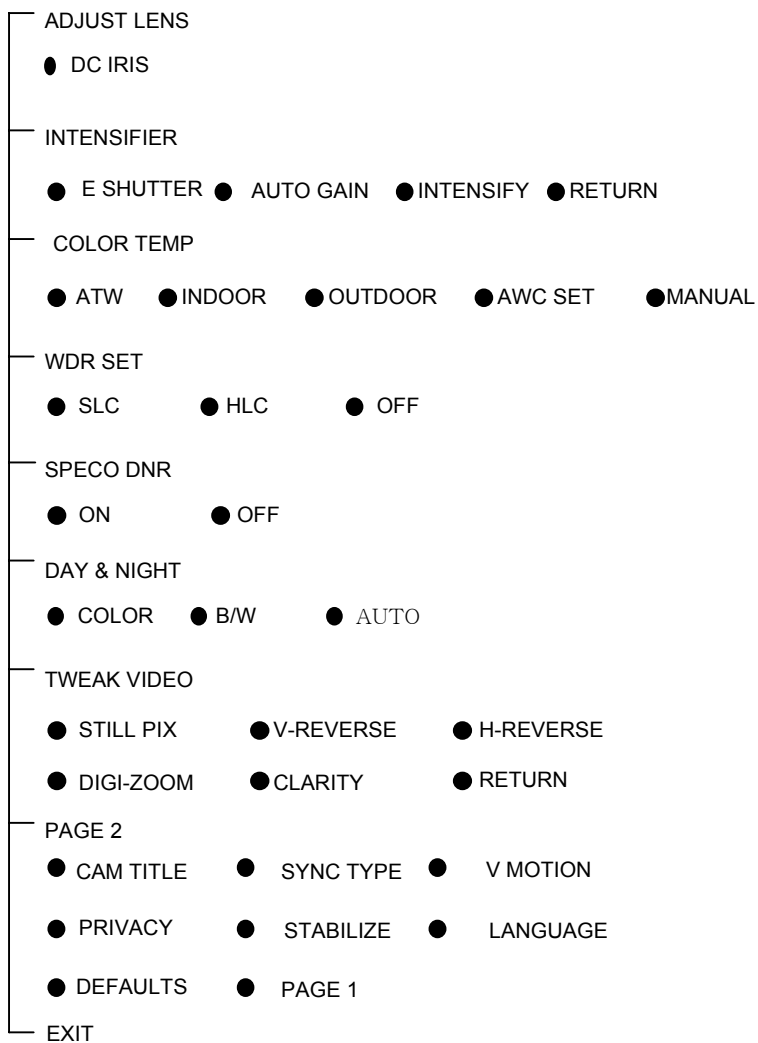 ADJUST LENS
DC IRIS
INTENSIFIER
E SHUTTER AUTO GAIN INTENSIFY RETURN
COLOR TEMP
ATW INDOOR OUTDOOR AWC SET MANUAL
WDR SET
SLC HLC OFF
SPECO DNR
ON OFF
DAY & NIGHT
COLOR B/W AUTO
TWEAK VIDEO
STILL PIX V-REVERSE H-REVERSE
DIGI-ZOOM CLARITY RETURN
PAGE 2
CAM TITLE SYNC TYPE V MOTION
PRIVACY STABILIZE LANGUAGE
DEFAULTS PAGE 1
EXIT